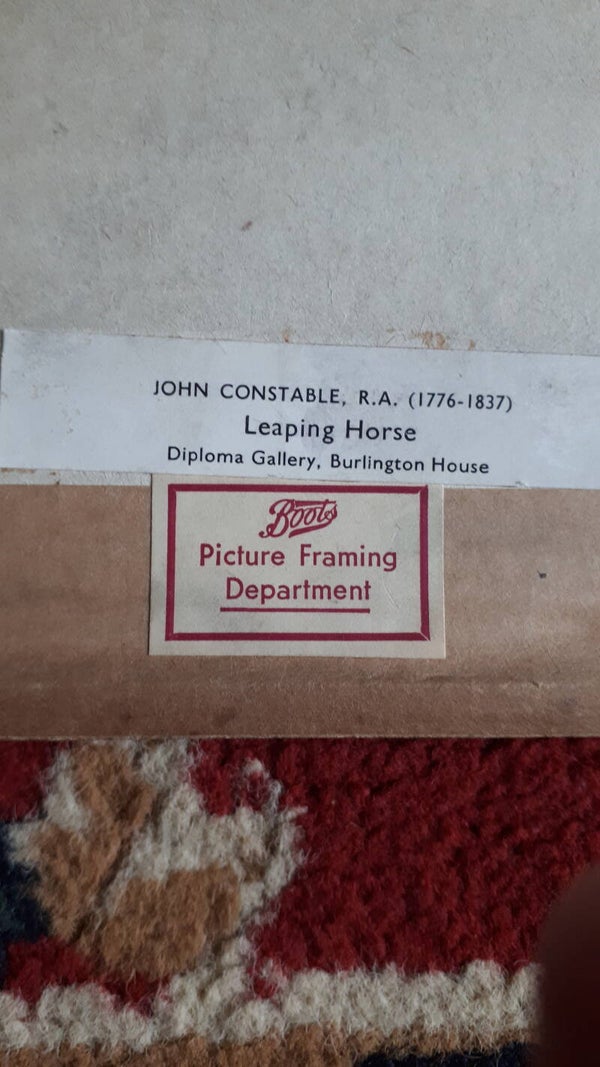 JOHN CONSTABLE, R.A. (1776-1837)
Leaping Horse
Diploma Gallery, Burlington House
Boots
Picture Framing
Department